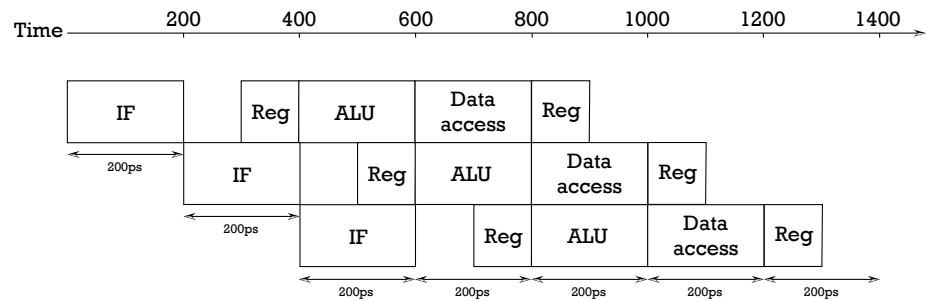 200 400 600 800 1000 1200 1400
Time
IF Reg ALU Data access Reg
200ps
IF Reg ALU Data access Reg
200ps
IF Reg ALU Data access Reg
200ps 200ps 200ps 200ps 200ps